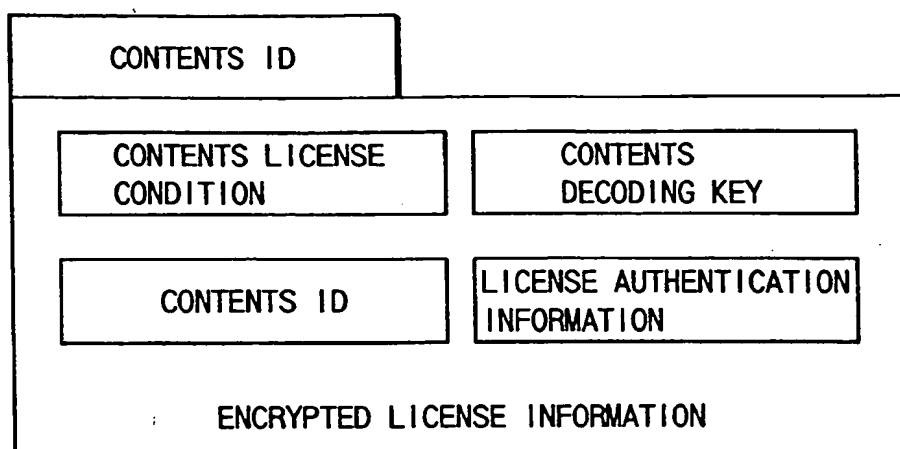 CONTENTS ID
CONTENTS LICENSE
CONDITION
CONTENTS
DECODING KEY
CONTENTS ID
LICENSE AUTHENTICATION
INFORMATION
ENCRYPTED LICENSE INFORMATION